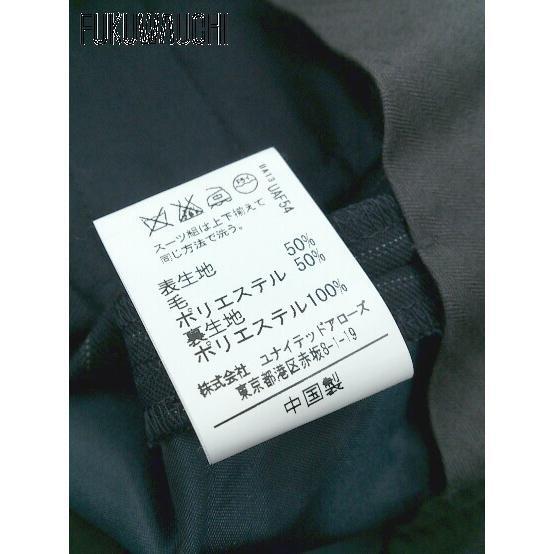 FUKUWAUCHI
UA13 UAF54
スーツ組は上下揃えて
同じ方法で洗う。
表生地
毛 50%
ポリエステル 50%
裏生地
ポリエステル100%
株式会社 ユナイテッドアローズ
東京都港区赤坂8-1-19
中国製